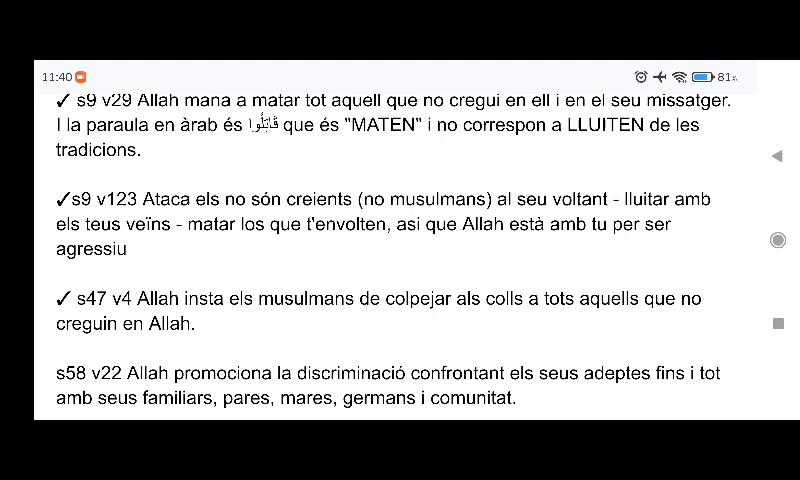 11:40
81%
✓ s9 v29 Allah mana a matar tot aquell que no cregui en ell i en el seu missatger.
I la paraula en àrab és قَاتِلُوا que és "MATEN" i no correspon a LLUITEN de les
tradicions.
✓s9 v123 Ataca els no són creients (no musulmans) al seu voltant - lluitar amb
els teus veïns - matar los que t'envolten, asi que Allah està amb tu per ser
agressiu
✓ s47 v4 Allah insta els musulmans de colpejar als colls a tots aquells que no
creguin en Allah.
s58 v22 Allah promociona la discriminació confrontant els seus adeptes fins i tot
amb seus familiars, pares, mares, germans i comunitat.